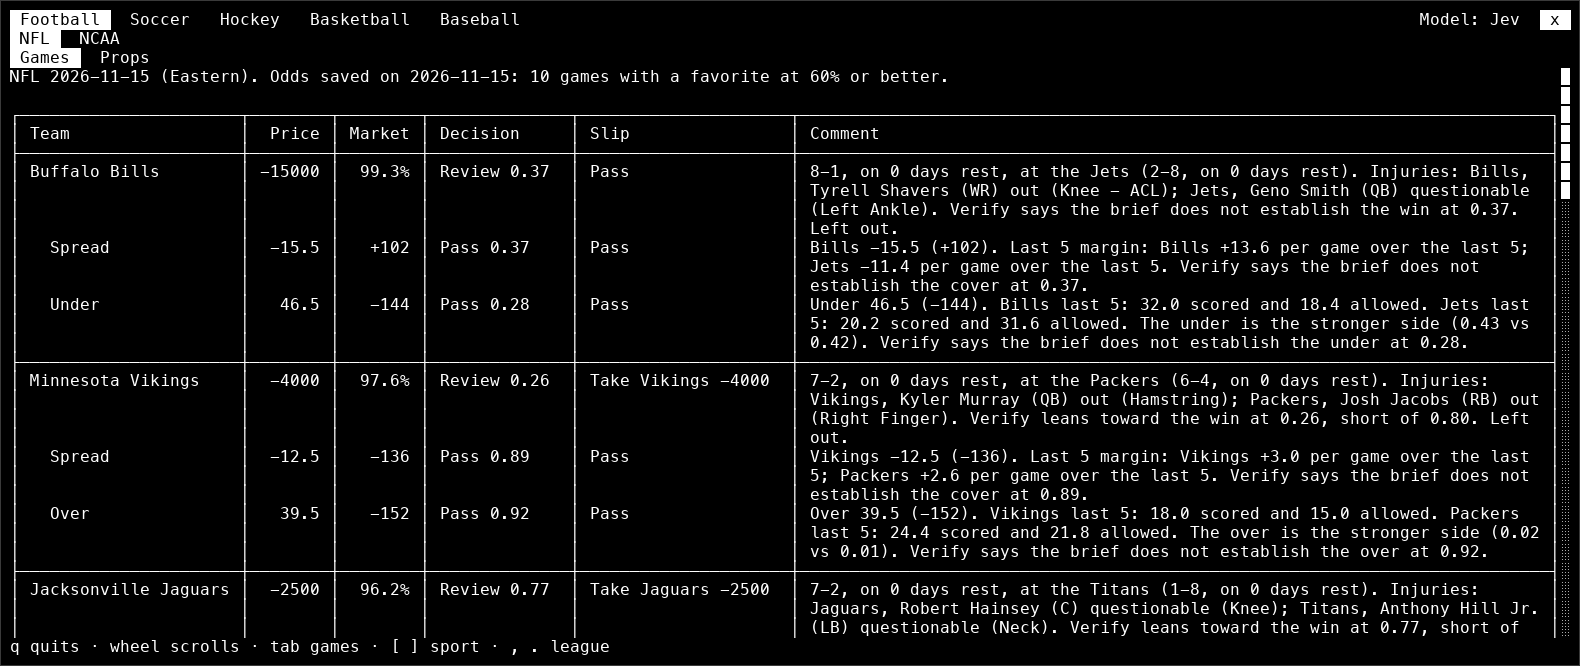 Football Soccer Hockey Basketball Baseball Model: Jev x
NFL NCAA
Games Props
NFL 2026-11-15 (Eastern). Odds saved on 2026-11-15: 10 games with a favorite at 60% or better.
Team Price Market Decision Slip Comment
Buffalo Bills -15000 99.3% Review 0.37 Pass 8-1, on 0 days rest, at the Jets (2-8, on 0 days rest). Injuries: Bills,
Tyrell Shavers (WR) out (Knee - ACL); Jets, Geno Smith (QB) questionable
(Left Ankle). Verify says the brief does not establish the win at 0.37.
Left out.
Spread -15.5 +102 Pass 0.37 Pass Bills -15.5 (+102). Last 5 margin: Bills +13.6 per game over the last 5;
Jets -11.4 per game over the last 5. Verify says the brief does not
establish the cover at 0.37.
Under 46.5 -144 Pass 0.28 Pass Under 46.5 (-144). Bills last 5: 32.0 scored and 18.4 allowed. Jets last
5: 20.2 scored and 31.6 allowed. The under is the stronger side (0.43 vs
0.42). Verify says the brief does not establish the under at 0.28.
Minnesota Vikings -4000 97.6% Review 0.26 Take Vikings -4000 7-2, on 0 days rest, at the Packers (6-4, on 0 days rest). Injuries:
Vikings, Kyler Murray (QB) out (Hamstring); Packers, Josh Jacobs (RB) out
(Right Finger). Verify leans toward the win at 0.26, short of 0.80. Left
out.
Spread -12.5 -136 Pass 0.89 Pass Vikings -12.5 (-136). Last 5 margin: Vikings +3.0 per game over the last
5; Packers +2.6 per game over the last 5. Verify says the brief does not
establish the cover at 0.89.
Over 39.5 -152 Pass 0.92 Pass Over 39.5 (-152). Vikings last 5: 18.0 scored and 15.0 allowed. Packers
last 5: 24.4 scored and 21.8 allowed. The over is the stronger side (0.02
vs 0.01). Verify says the brief does not establish the over at 0.92.
Jacksonville Jaguars -2500 96.2% Review 0.77 Take Jaguars -2500 7-2, on 0 days rest, at the Titans (1-8, on 0 days rest). Injuries:
Jaguars, Robert Hainsey (C) questionable (Knee); Titans, Anthony Hill Jr.
(LB) questionable (Neck). Verify leans toward the win at 0.77, short of
q quits · wheel scrolls · tab games · [ ] sport · , . league